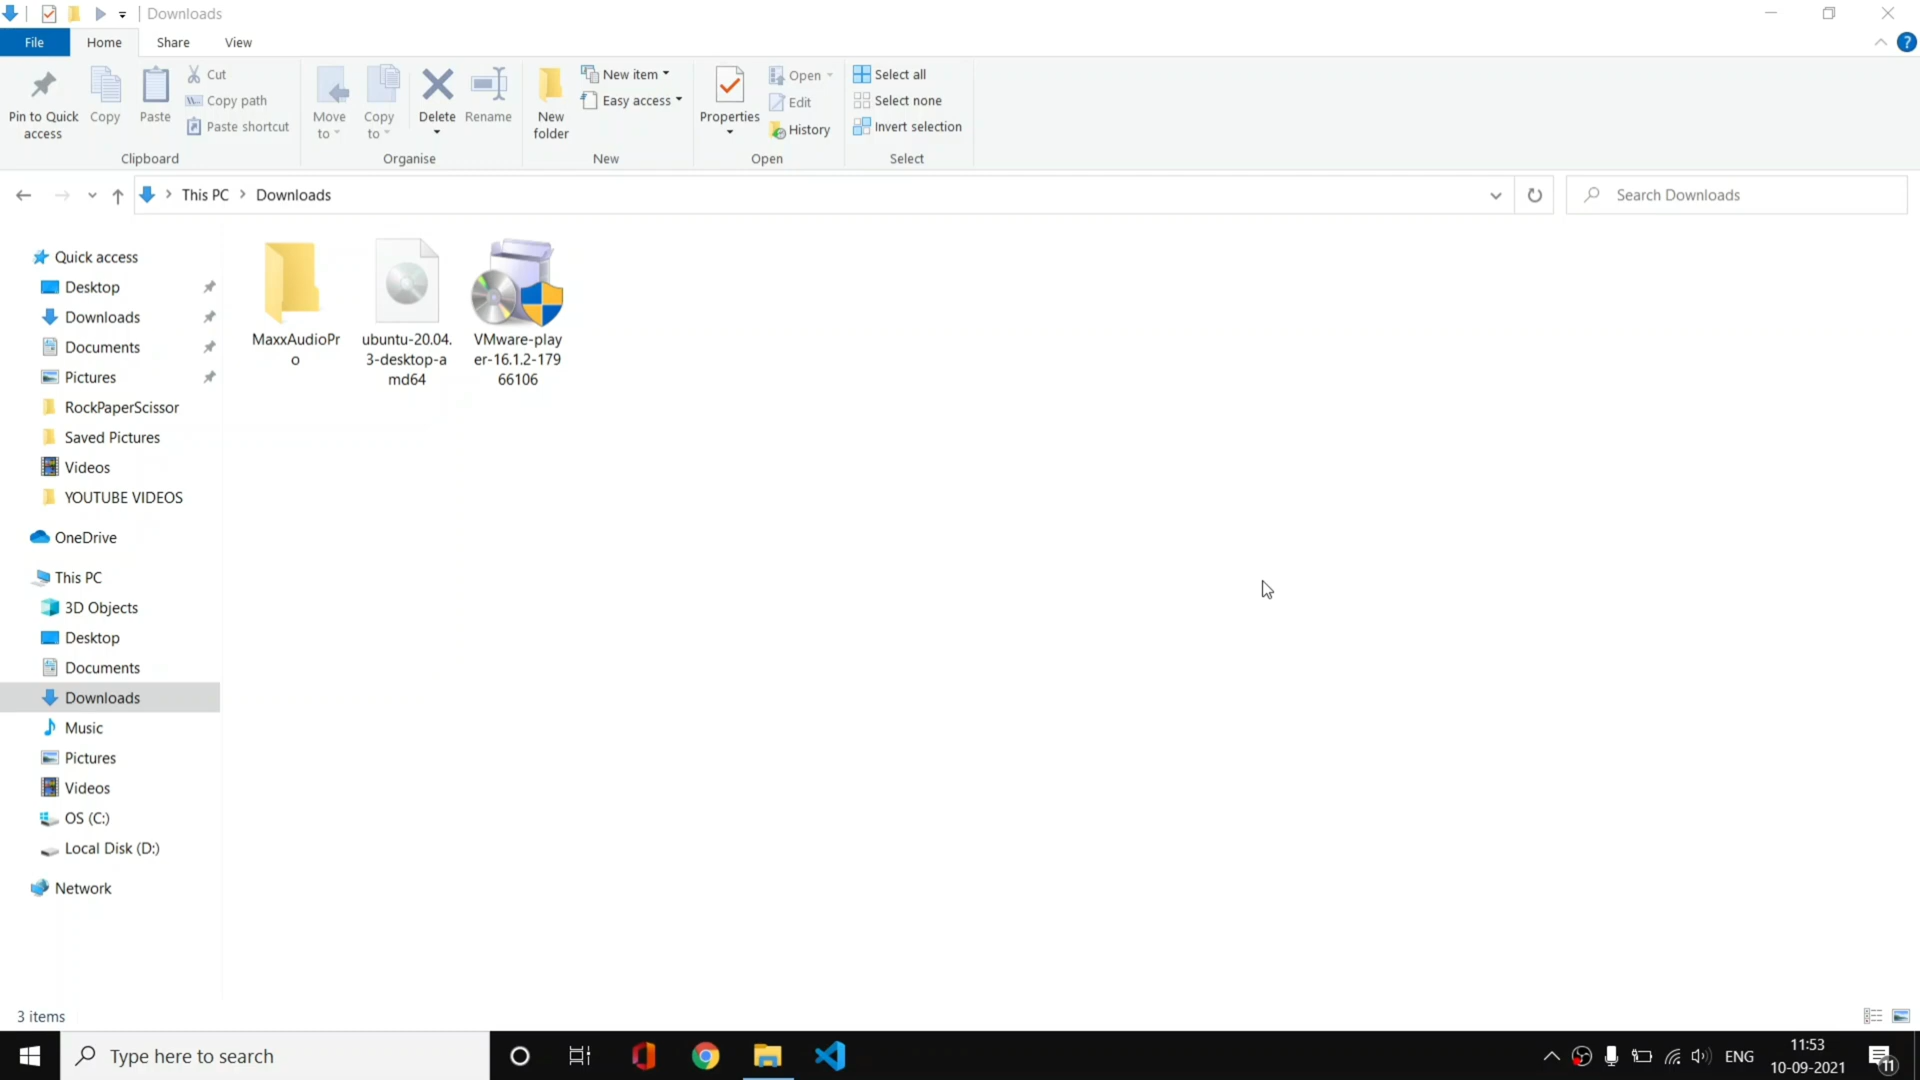 Downloads
File Home Share View
Pin to Quick access
Copy
Paste
Cut
Copy path
Paste shortcut
Clipboard
Move to
Copy to
Delete
Rename
Organise
New folder
New item
Easy access
New
Properties
Open
Edit
History
Open
Select all
Select none
Invert selection
Select
This PC > Downloads
Search Downloads
Quick access
Desktop
Downloads
Documents
Pictures
RockPaperScissor
Saved Pictures
Videos
YOUTUBE VIDEOS
OneDrive
This PC
3D Objects
Desktop
Documents
Downloads
Music
Pictures
Videos
OS (C:)
Local Disk (D:)
Network
MaxxAudioPr
o
ubuntu-20.04.
3-desktop-a
md64
VMware-play
er-16.1.2-179
66106
3 items
Type here to search
ENG
11:53
10-09-2021
11